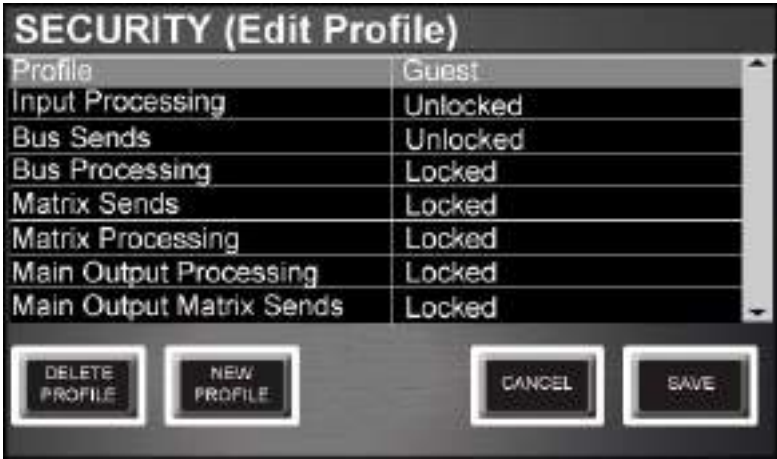 SECURITY (Edit Profile)
Profile Guest
Input Processing Unlocked
Bus Sends Unlocked
Bus Processing Locked
Matrix Sends Locked
Matrix Processing Locked
Main Output Processing Locked
Main Output Matrix Sends Locked
DELETE PROFILE
NEW PROFILE
CANCEL
SAVE